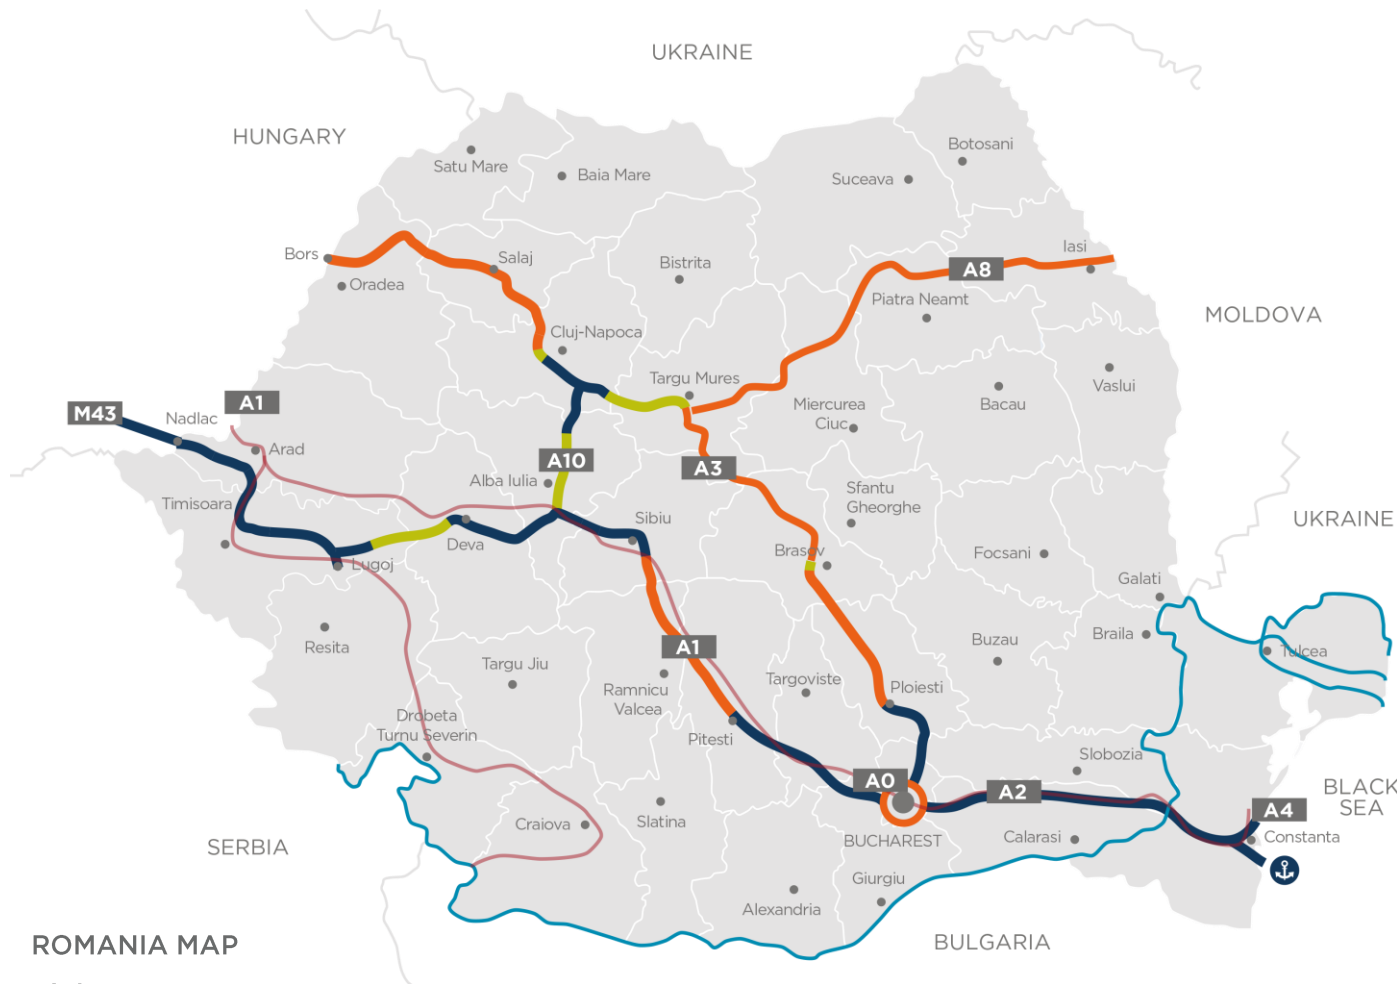 UKRAINE
HUNGARY
Botosani
Satu Mare
Baia Mare
Suceava
Iasi
Bors
Salaj
Bistrita
A8
Oradea
Piatra Neamt
MOLDOVA
Cluj-Napoca
Targu Mures
Vaslui
A1
M43
Nadlac
Miercurea
Ciuc
Bacau
Arad
A10
A3
Alba Iulia
Sfantu
Gheorghe
Timisoara
Sibiu
UKRAINE
Deva
Brasov
Focsani
Lugoj
Galati
Resita
A1
Buzau
Braila
Tulcea
Targu Jiu
Ramnicu
Valcea
Targoviste
Ploiesti
Drobeta
Turnu Severin
Pitesti
Slobozia
A0
A2
BLACK
SEA
A4
Craiova
Slatina
BUCHAREST
Calarasi
Constanta
SERBIA
Giurgiu
Alexandria
ROMANIA MAP
BULGARIA